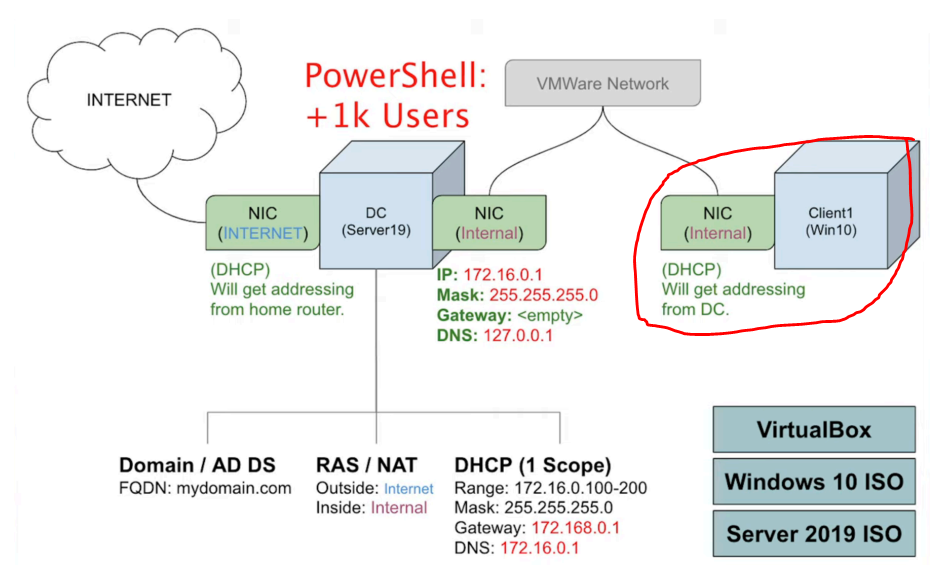 INTERNET
PowerShell:
+1k Users
VMWare Network
NIC
(INTERNET)
DC
(Server19)
NIC
(Internal)
NIC
(Internal)
Client1
(Win10)
(DHCP)
Will get addressing
from home router.
IP: 172.16.0.1
Mask: 255.255.255.0
Gateway: <empty>
DNS: 127.0.0.1
(DHCP)
Will get addressing
from DC.
Domain / AD DS
FQDN: mydomain.com
RAS / NAT
Outside: Internet
Inside: Internal
DHCP (1 Scope)
Range: 172.16.0.100-200
Mask: 255.255.255.0
Gateway: 172.168.0.1
DNS: 172.16.0.1
VirtualBox
Windows 10 ISO
Server 2019 ISO